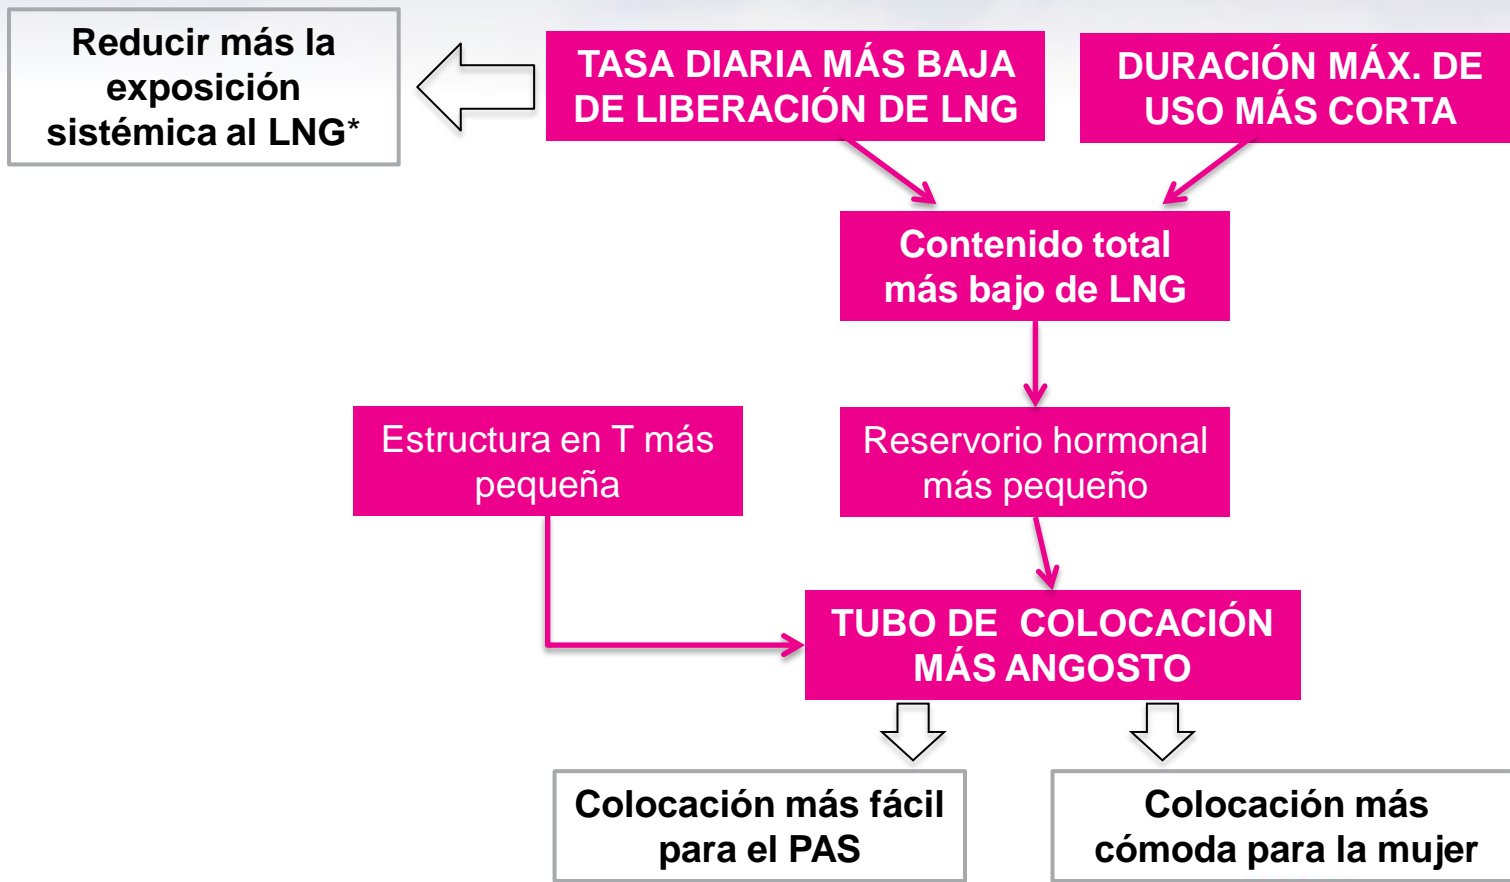 Reducir más la
exposición
sistémica al LNG*
TASA DIARIA MÁS BAJA
DE LIBERACIÓN DE LNG
DURACIÓN MÁX. DE
USO MÁS CORTA
Contenido total
más bajo de LNG
Estructura en T más
pequeña
Reservorio hormonal
más pequeño
TUBO DE COLOCACIÓN
MÁS ANGOSTO
Colocación más fácil
para el PAS
Colocación más
cómoda para la mujer